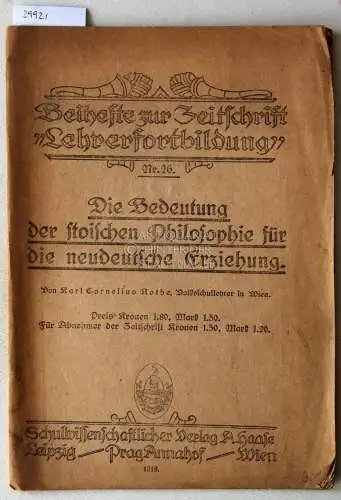 29921
Beihefte zur Zeitschrift
"Lehrerfortbildung"
Nr. 26.
Die Bedeutung
der stoischen Philosophie für
die neudeutsche Erziehung.
Von Karl Cornelius Rothe, Volksschullehrer in Wien.
Preis Kronen 1.80, Mark 1.50.
Für Abnehmer der Zeitschrift Kronen 1.50, Mark 1.20.
Schulwissenschaftlicher Verlag A. Haase
Leipzig — Prag Annahof — Wien
1918.